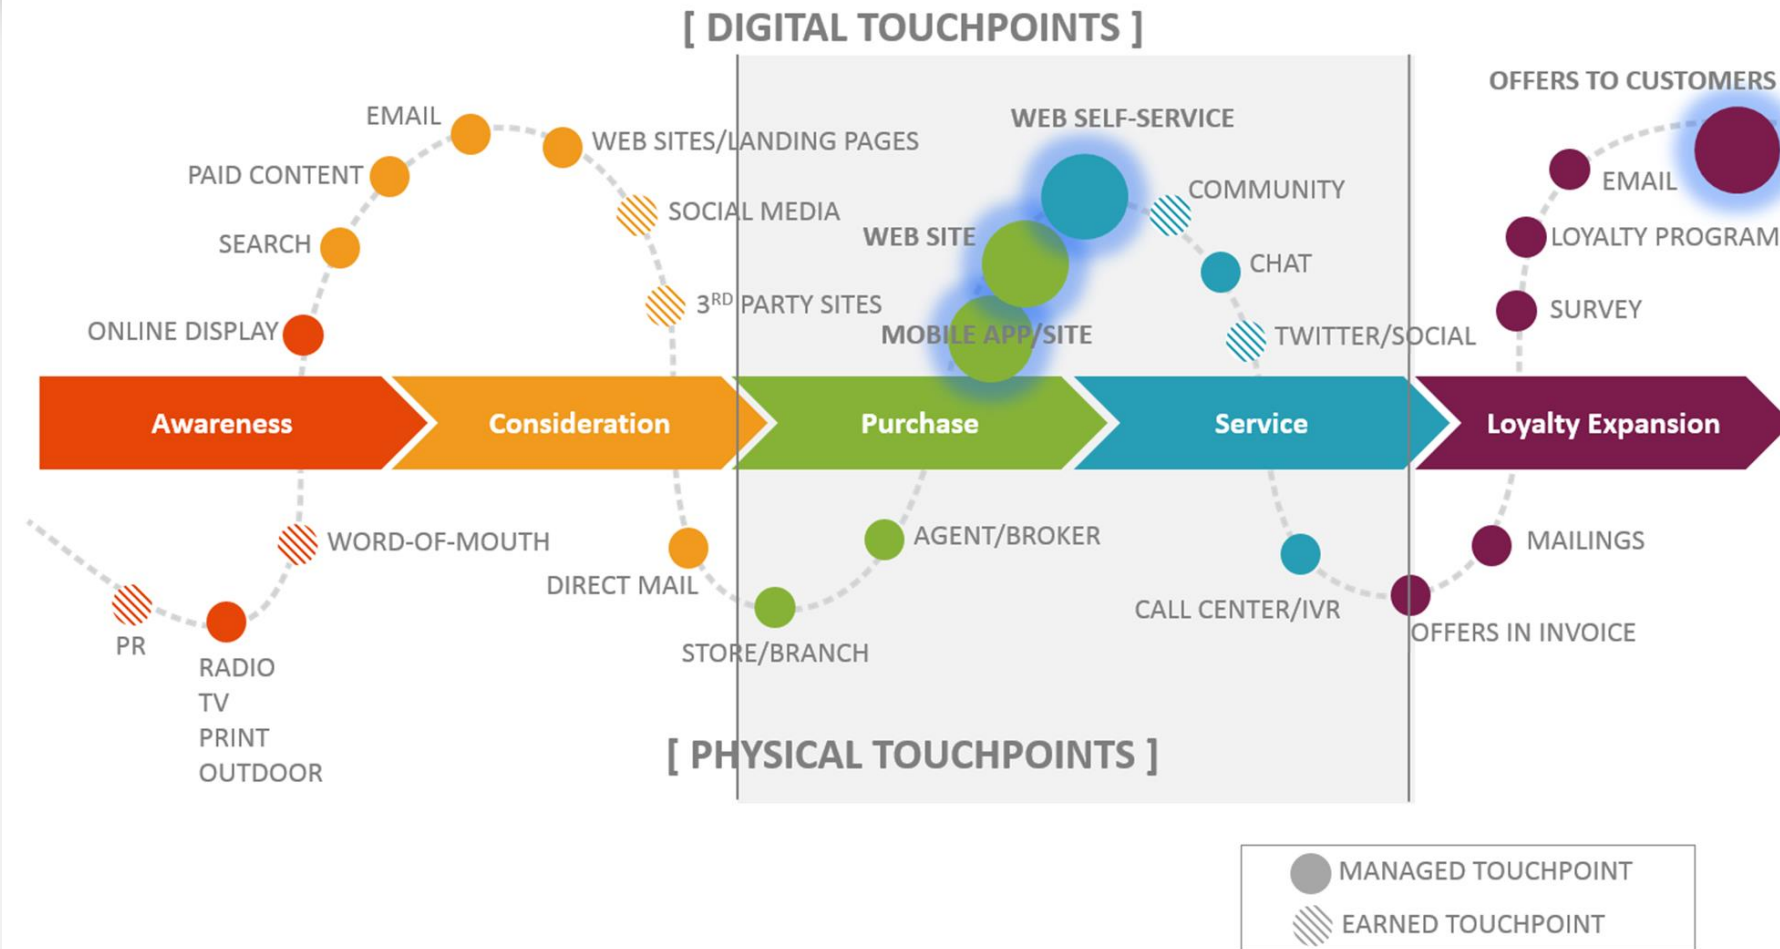 [ DIGITAL TOUCHPOINTS ]
OFFERS TO CUSTOMERS
EMAIL
WEB SITES/LANDING PAGES
WEB SELF-SERVICE
PAID CONTENT
SOCIAL MEDIA
COMMUNITY
EMAIL
SEARCH
WEB SITE
LOYALTY PROGRAM
CHAT
3RD PARTY SITES
SURVEY
ONLINE DISPLAY
MOBILE APP/SITE
TWITTER/SOCIAL
Awareness
Consideration
Purchase
Service
Loyalty Expansion
WORD-OF-MOUTH
AGENT/BROKER
MAILINGS
DIRECT MAIL
CALL CENTER/IVR
OFFERS IN INVOICE
PR
STORE/BRANCH
RADIO
TV
PRINT
OUTDOOR
[ PHYSICAL TOUCHPOINTS ]
MANAGED TOUCHPOINT
EARNED TOUCHPOINT